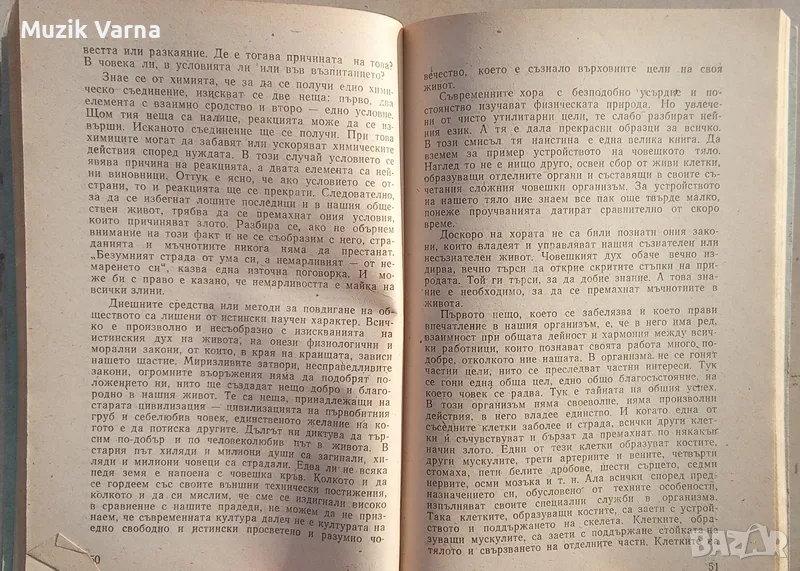 Muzik Varna
вестта или разкаяние. Де е тогава причината на това?
В човека ли, в условията ли или във възпитанието?
Знае се от химията, че за да се получи едно хими-
ческо съединение, изискват се две неща: първо, два
елемента с взаимно сродство и второ — едно условие.
Щом тия неща са налице, реакцията може да се из-
върши. Исканото съединение ще се получи. При това
химиците могат да забавят или ускоряват химическите
действия според нуждата. В този случай условието се
явява причина на реакцията, а двата елемента са ней-
ни виновници. Оттук е ясно, че ако условието се от-
страни, то и реакцията ще се прекрати. Следователно,
за да се избегнат лошите последици и в нашия обще-
ствен живот, трябва да се премахнат ония условия,
които причиняват злото. Разбира се, ако не обърнем
внимание на този факт и не се съобразим с него, стра-
данията и мъчнотиите никога няма да престанат.
„Безумният страда от ума си, а немарливият — от не-
маренето си“, казва една източна поговорка. И мо-
же би с право е казано, че немарливостта е майка на
всички злини.
Днешните средства или методи за повдигане на об-
ществото са лишени от истински научен характер. Всич-
ко е произволно и несъобразно с изискванията на
истинския дух на живота, на онези физиологични и
морални закони, от които, в края на краищата, зависи
нашето щастие. Миризливите затвори, несправедливите
закони, огромните въоръжения няма да подобрят по-
ложението ни, нито ще създадат нещо добро и благо-
родно в нашия живот. Те са неща, принадлежащи на
старата цивилизация — цивилизацията на първобитния
груб и себелюбив човек, единственото желание на ко-
гото е да потиска другите. Дългът ни диктува да тър-
сим по-добър и по човеколюбив път в живота. В
стария път хиляди и милиони души са загинали, хи-
ляди и милиони човеци са страдали. Едва ли не всяка
педя земя е напоена с човешка кръв. Колкото и да
се гордеем със своите външни технически постижения,
колкото и да си мислим, че сме се издигнали високо
в сравнение с нашите прадеди, не можем да не приз-
наем, че съвременната култура далеч не е културата на
едно свободно и истински просветено и разумно чо-
50
вечество, което е съзнало върховните цели на своя
живот.
Съвременните хора с безподобно усърдие и по-
стоянство изучават физическата природа. Но увлече-
ни от чисто утилитарни цели, те слабо разбират ней-
ния език. А тя е дала прекрасни образци за всичко.
В този смисъл тя наистина е една велика книга. Да
вземем за пример устройството на човешкото тяло.
Наглед то не е нищо друго, освен сбор от живи клетки,
образуващи отделните органи и съставящи в своите съ-
четания сложния човешки организъм. За устройството
на нашето тяло ние знаем все пак още твърде малко,
понеже проучванията датират сравнително от скоро
време.
Доскоро на хората не са били познати ония зако-
ни, които владеят и управляват нашия съзнателен или
несъзнателен живот. Човешкият дух обаче вечно из-
дирва, вечно търси да открие скритите стъпки на при-
родата. Той ги търси, за да добие знание. А това зна-
ние е необходимо, за да се премахнат мъчнотиите в
живота.
Първото нещо, което се забелязва и което прави
впечатление в нашия организъм, е, че в него има ред,
взаимност при общата дейност и хармония между всич-
ки работници, които познават своята работа много по-
добре, отколкото ние нашата. В организма не се гонят
частни цели, нито се преследват частни интереси. Тук
се гони една обща цел, едно общо благосъстояние, на
което човек се радва. Тук е тайната на общия успех.
В този организъм няма своеволие, няма произволни
действия, в него владее единство. И когато една от
съседните клетки заболее и страда, всички други клет-
ки й съчувствуват и бързат да премахнат по някакъв
начин злото. Едни от тези клетки образуват костите,
други мускулите, трети артериите и вените, четвърти
стомаха, пети белите дробове, шести сърцето, седми
нервите, осми мозъка и т. н. Ала всички според пред-
назначението си, обусловено от техните особености,
изпълняват своите специални служби в организма.
Така клетките, образуващи костите, са заети с устрой-
ството и поддържането на скелета. Клетките, обра-
зуващи мускулите, са заети с поддържане стойката на
тялото и свързването на отделните части. Клетките са
51
BAZAR